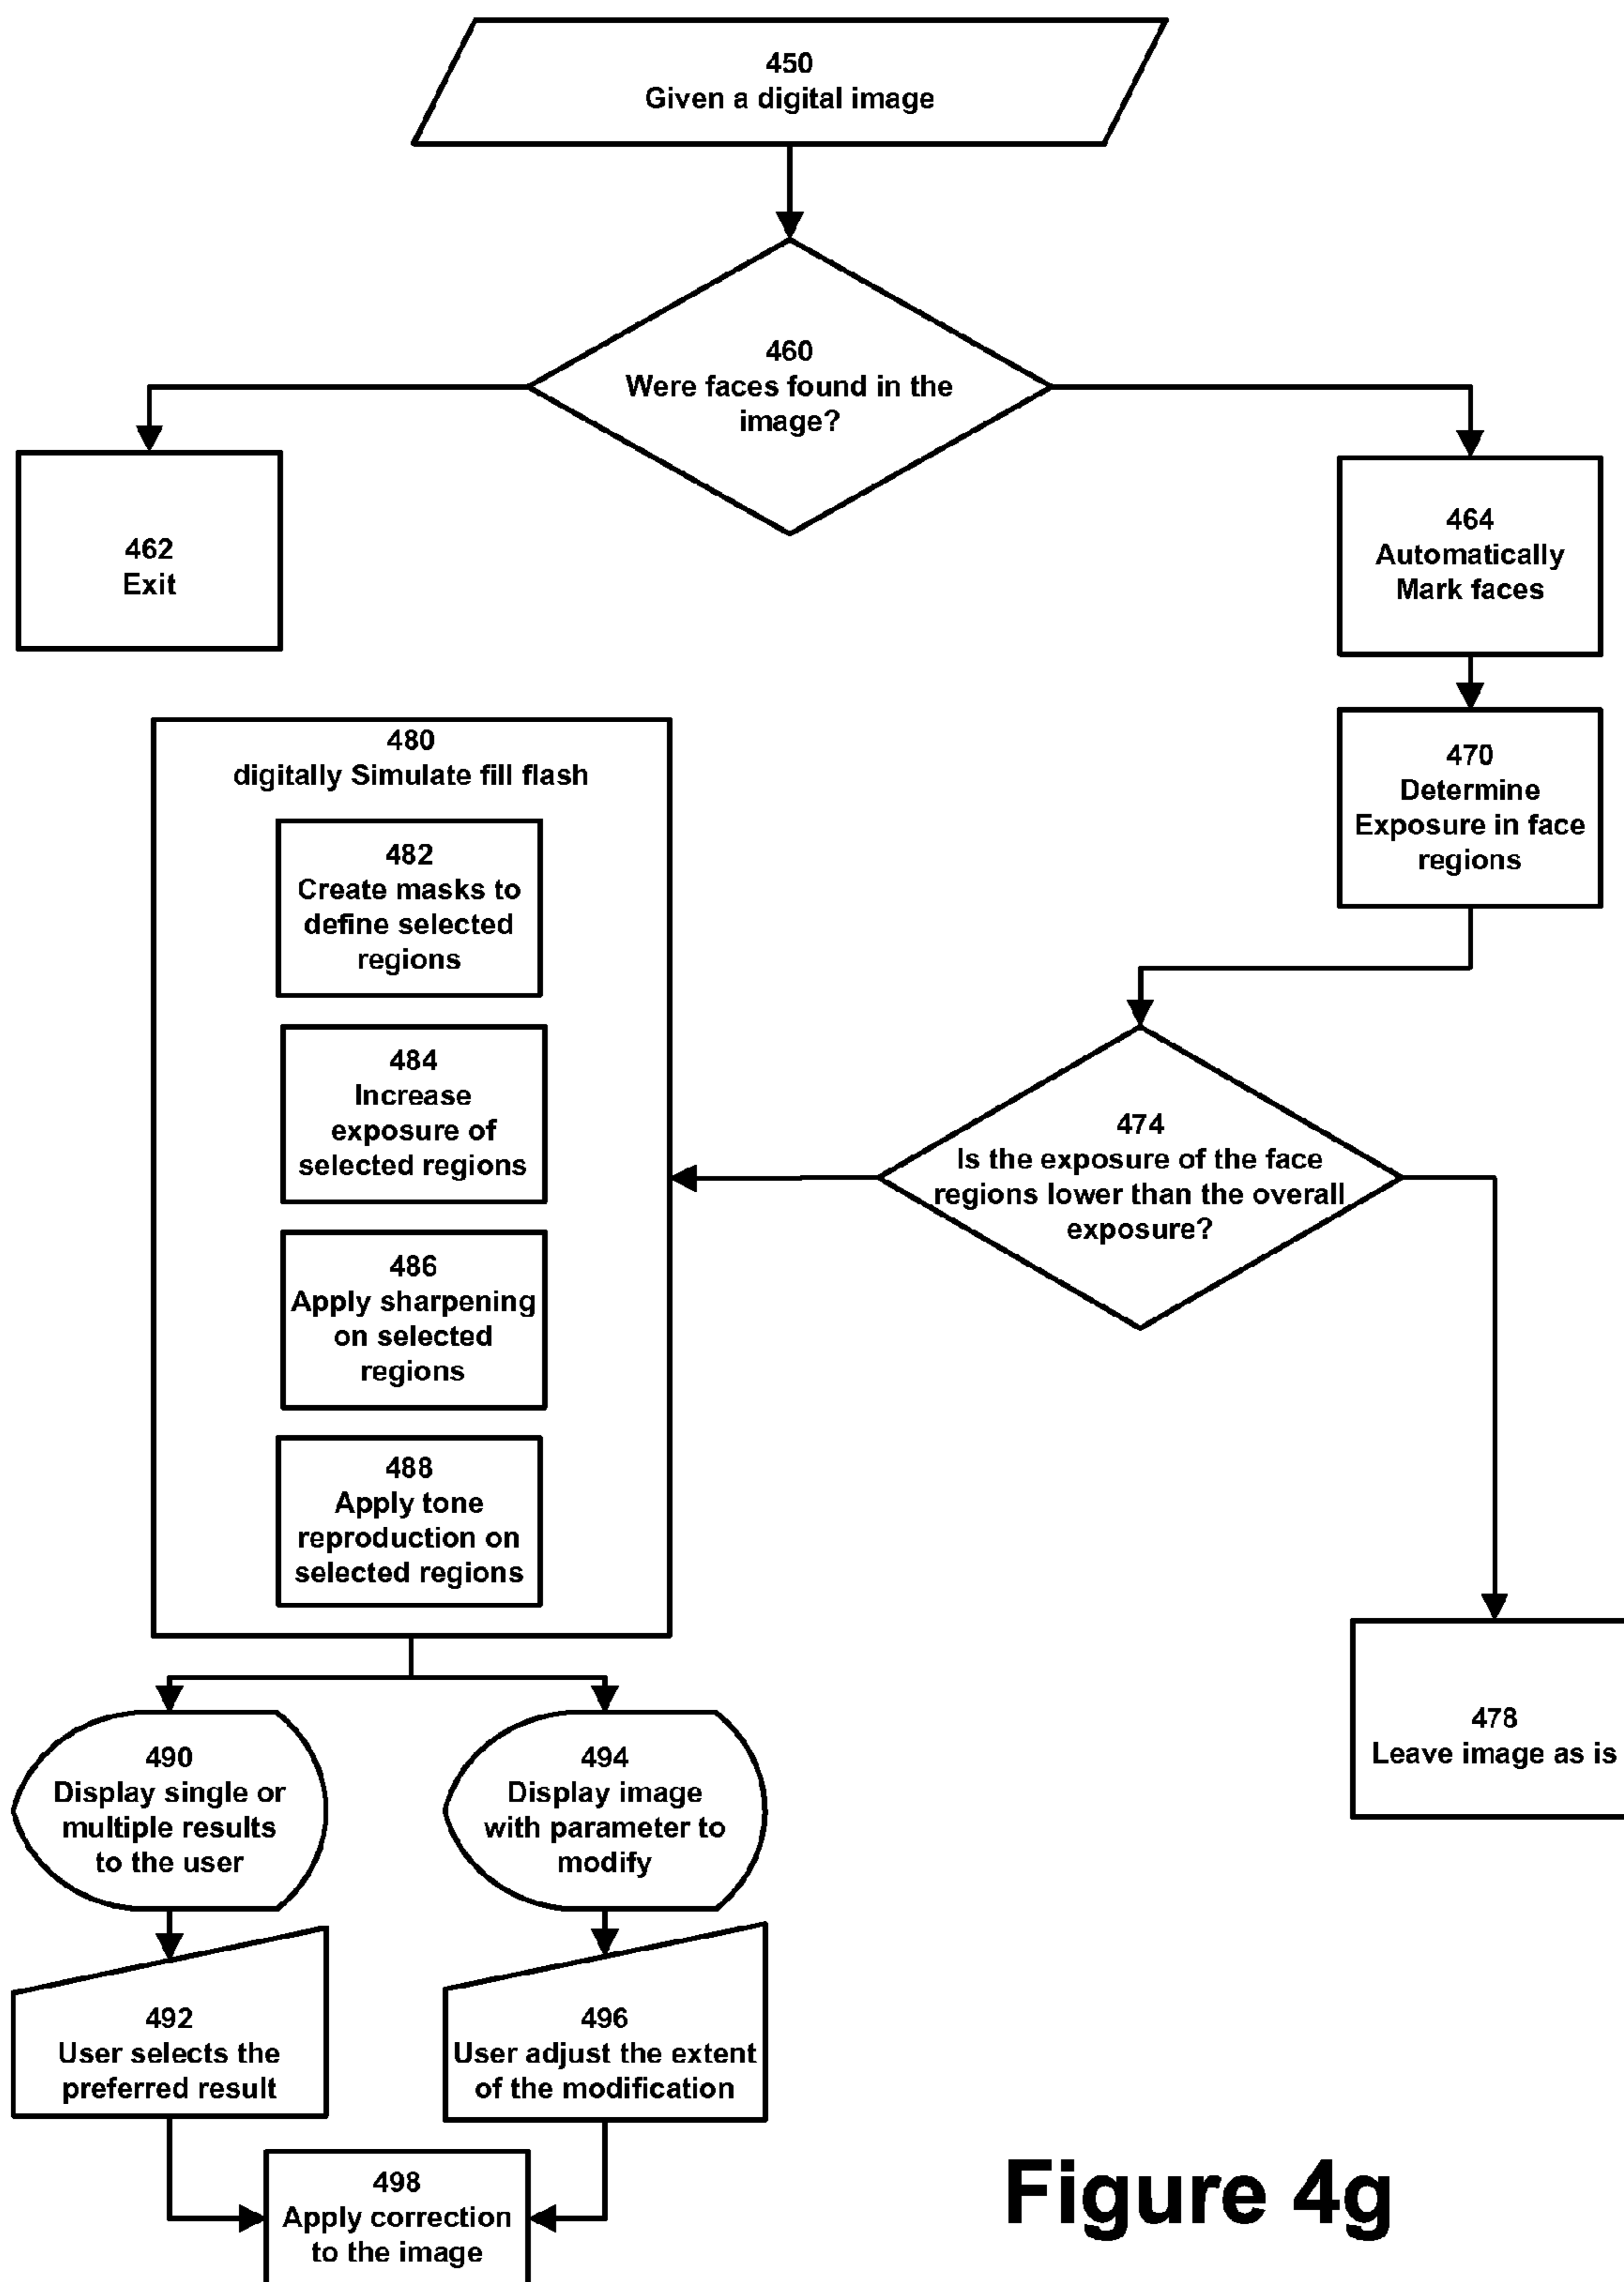 450
Given a digital image
460
Were faces found in the
image?
462
Exit
464
Automatically
Mark faces
470
Determine
Exposure in face
regions
474
Is the exposure of the face
regions lower than the overall
exposure?
478
Leave image as is
480
digitally Simulate fill flash
482
Create masks to
define selected
regions
484
Increase
exposure of
selected regions
486
Apply sharpening
on selected
regions
488
Apply tone
reproduction on
selected regions
490
Display single or
multiple results
to the user
494
Display image
with parameter to
modify
492
User selects the
preferred result
496
User adjust the extent
of the modification
498
Apply correction
to the image
Figure 4g